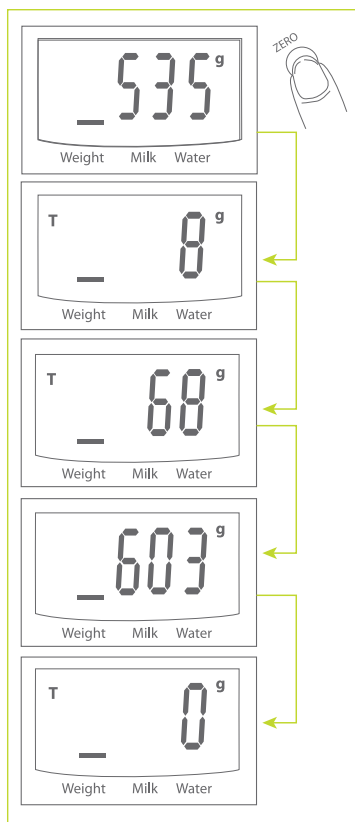 ZERO
535 g
Weight Milk Water
T 8 g
Weight Milk Water
T 68 g
Weight Milk Water
603 g
Weight Milk Water
T 0 g
Weight Milk Water